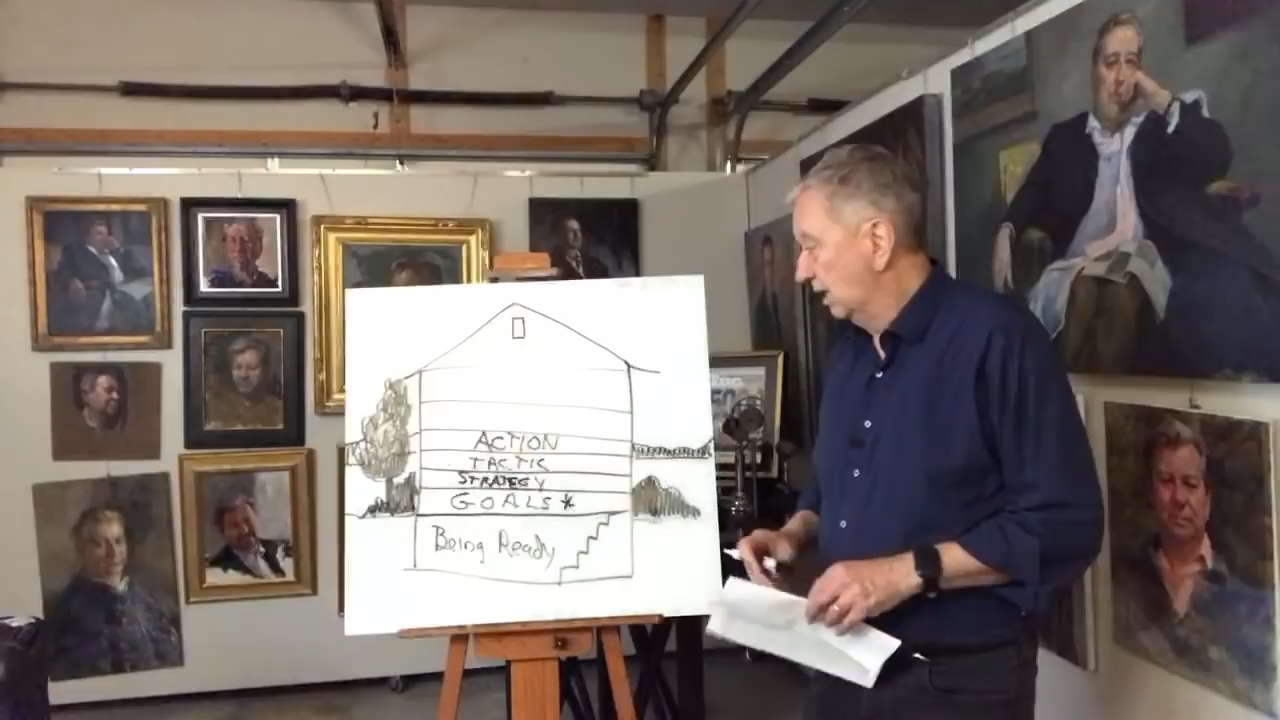 ACTION
TACTIC
STRATEGY
GOALS*
Being Ready